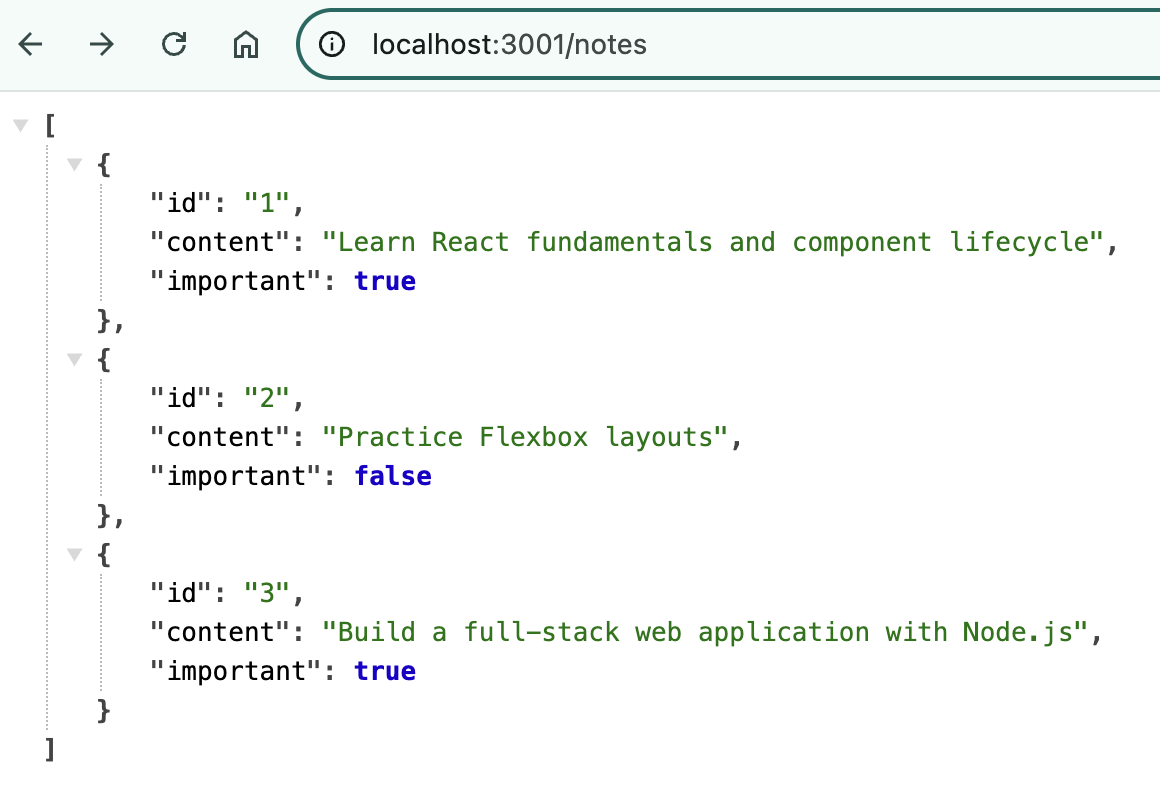 localhost:3001/notes
[
{
"id": "1",
"content": "Learn React fundamentals and component lifecycle",
"important": true
},
{
"id": "2",
"content": "Practice Flexbox layouts",
"important": false
},
{
"id": "3",
"content": "Build a full-stack web application with Node.js",
"important": true
}
]